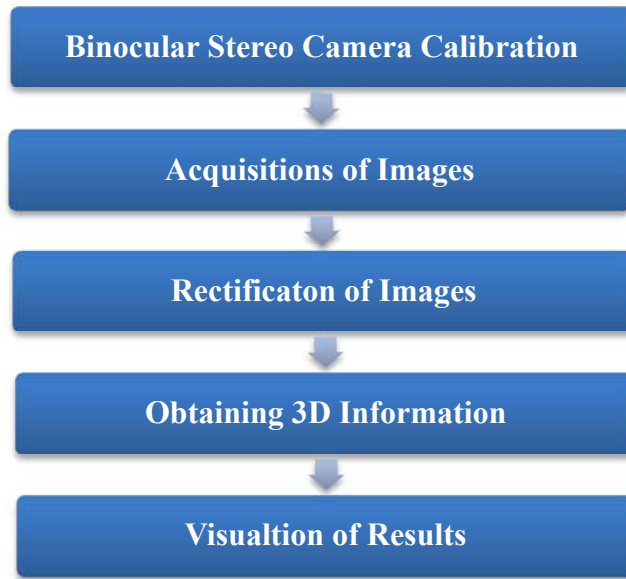 Binocular Stereo Camera Calibration
Acquisitions of Images
Rectificaton of Images
Obtaining 3D Information
Visualtion of Results